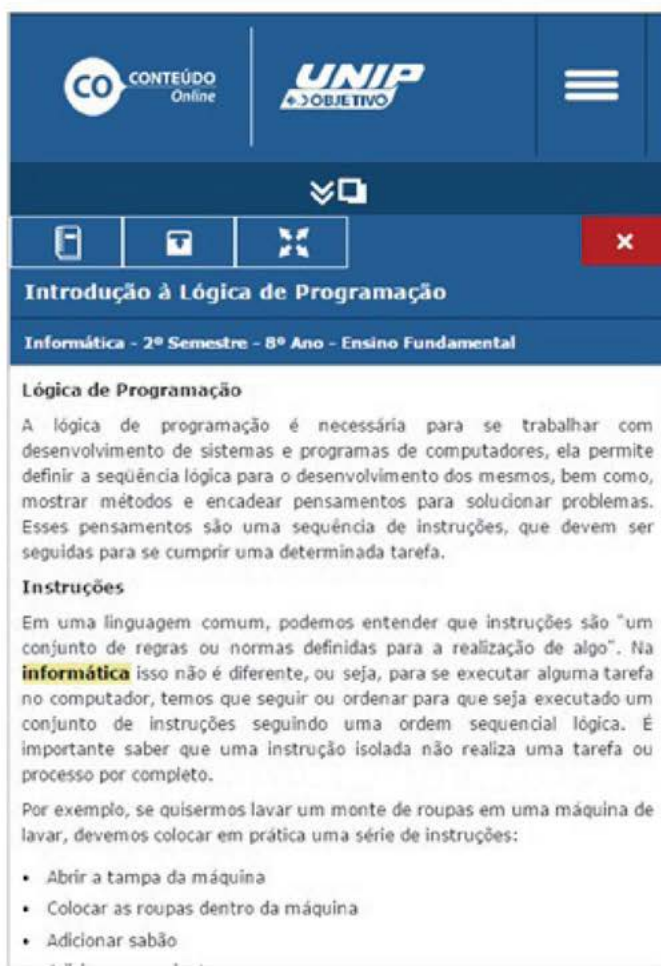 CO CONTEÚDO
Online
UNIP
OBJETIVO
Introdução à Lógica de Programação
Informática - 2º Semestre - 8º Ano - Ensino Fundamental
Lógica de Programação
A lógica de programação é necessária para se trabalhar com
desenvolvimento de sistemas e programas de computadores, ela permite
definir a seqüência lógica para o desenvolvimento dos mesmos, bem como,
mostrar métodos e encadear pensamentos para solucionar problemas.
Esses pensamentos são uma sequência de instruções, que devem ser
seguidas para se cumprir uma determinada tarefa.
Instruções
Em uma linguagem comum, podemos entender que instruções são "um
conjunto de regras ou normas definidas para a realização de algo". Na
informática isso não é diferente, ou seja, para se executar alguma tarefa
no computador, temos que seguir ou ordenar para que seja executado um
conjunto de instruções seguindo uma ordem sequencial lógica. É
importante saber que uma instrução isolada não realiza uma tarefa ou
processo por completo.
Por exemplo, se quisermos lavar um monte de roupas em uma máquina de
lavar, devemos colocar em prática uma série de instruções:
• Abrir a tampa da máquina
• Colocar as roupas dentro da máquina
• Adicionar sabão